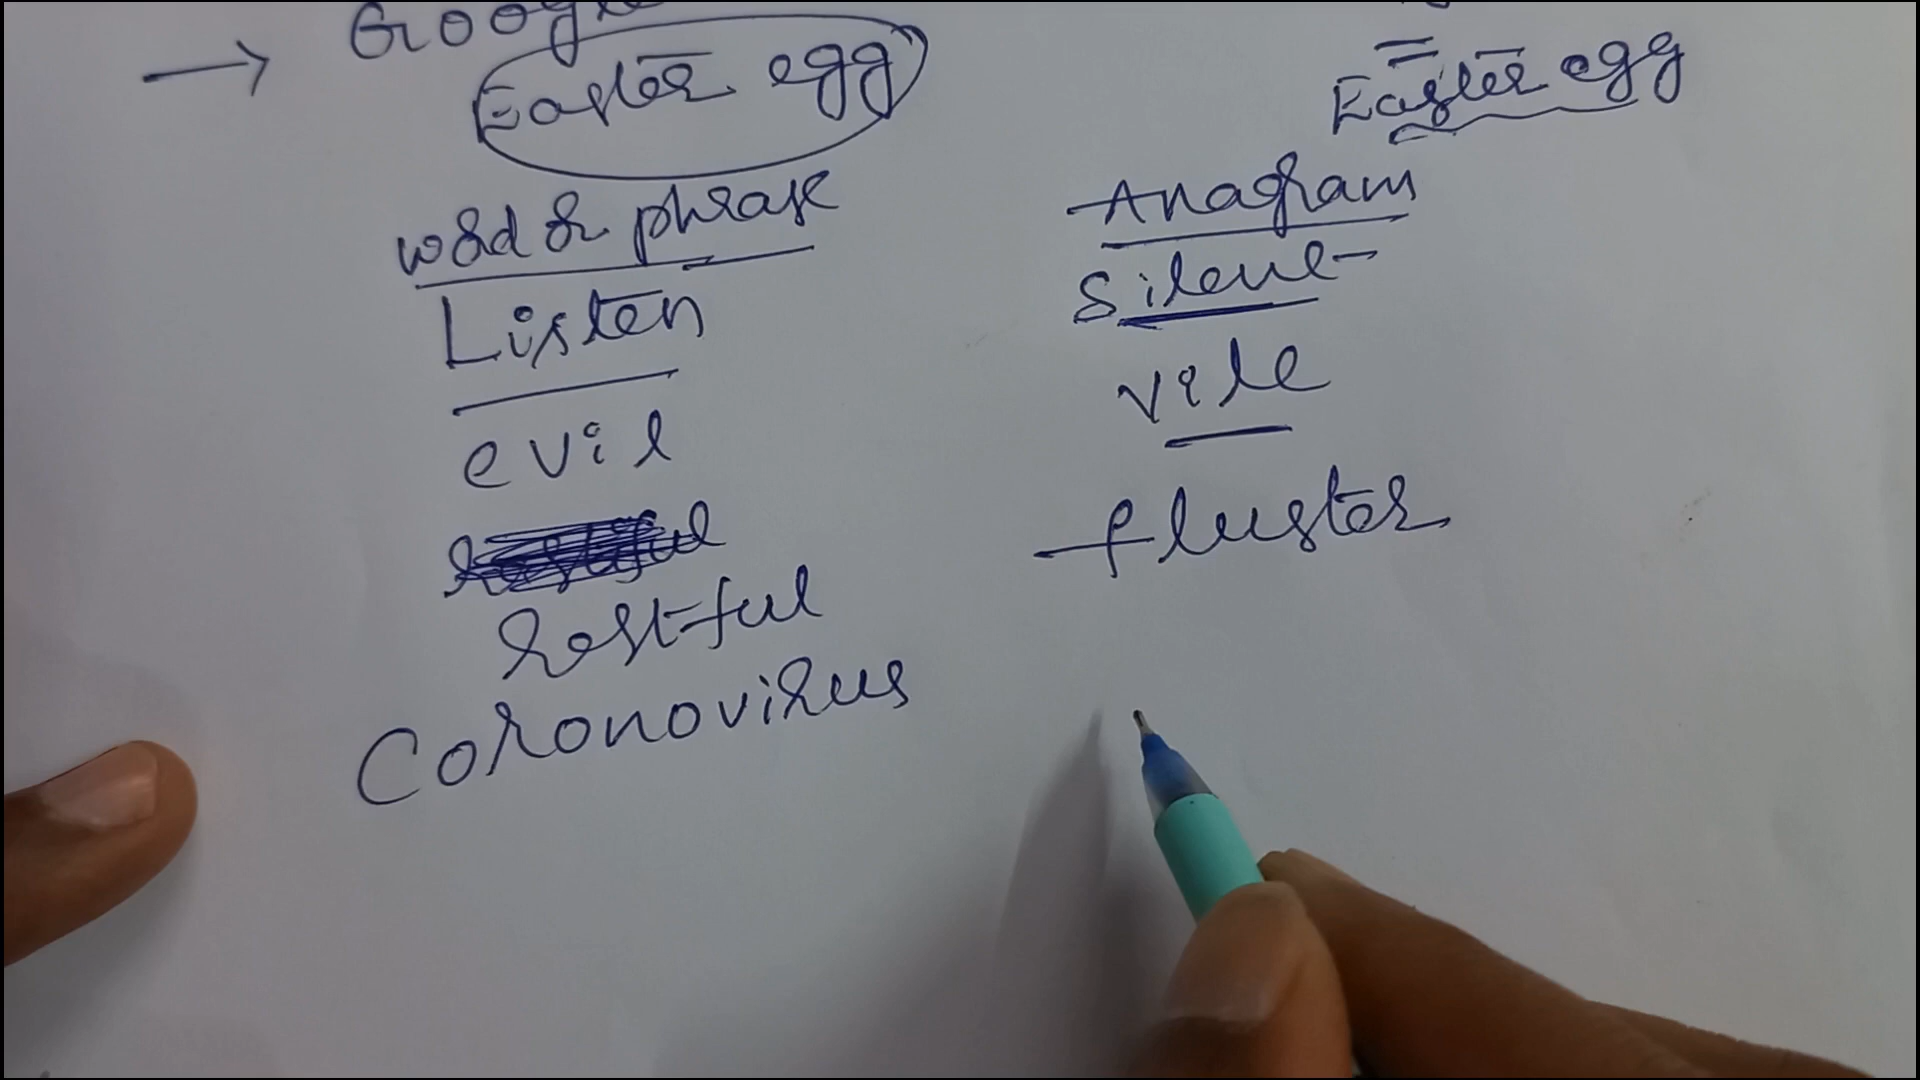 → Google
Easter egg
Easter egg
word or phrase Anagram
Listen Silent
evil vile
restful fluster
Coronovirus